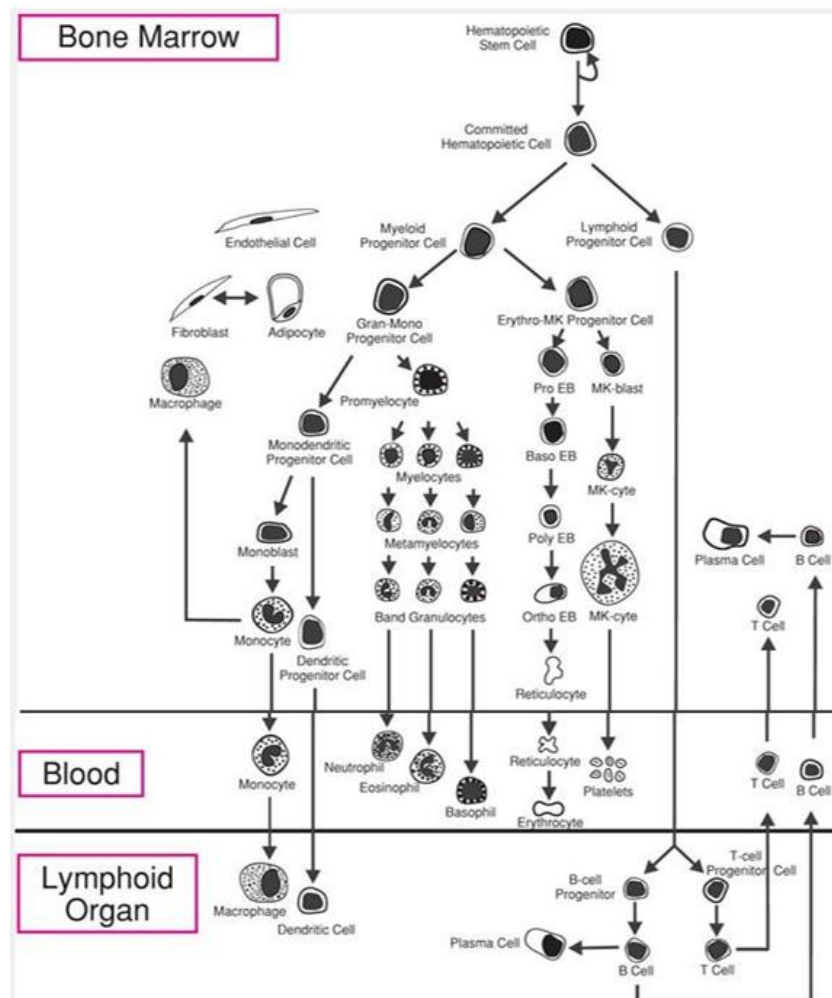 Bone Marrow
Hematopoietic
Stem Cell
Committed
Hematopoietic Cell
Endothelial Cell
Myeloid
Progenitor Cell
Lymphoid
Progenitor Cell
Fibroblast
Adipocyte
Gran-Mono
Progenitor Cell
Erythro-MK Progenitor Cell
Macrophage
Promyelocyte
Pro EB
MK-blast
Monodendritic
Progenitor Cell
Myelocytes
Baso EB
MK-cyte
Monoblast
Metamyelocytes
Poly EB
Plasma Cell
B Cell
Monocyte
Band Granulocytes
Ortho EB
MK-cyte
T Cell
Dendritic
Progenitor Cell
Reticulocyte
Blood
Monocyte
Neutrophil
Eosinophil
Basophil
Reticulocyte
Erythrocyte
Platelets
T Cell
B Cell
Lymphoid
Organ
Macrophage
Dendritic Cell
B-cell
Progenitor
T-cell
Progenitor Cell
Plasma Cell
B Cell
T Cell